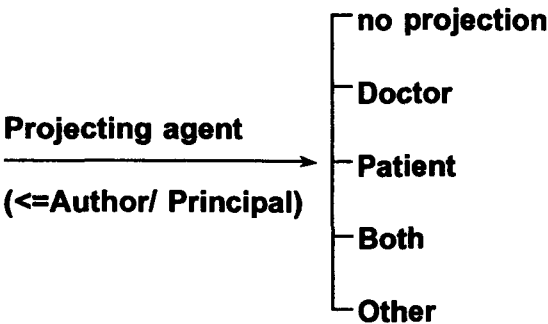 Projecting agent
(<=Author/ Principal)
no projection
Doctor
Patient
Both
Other